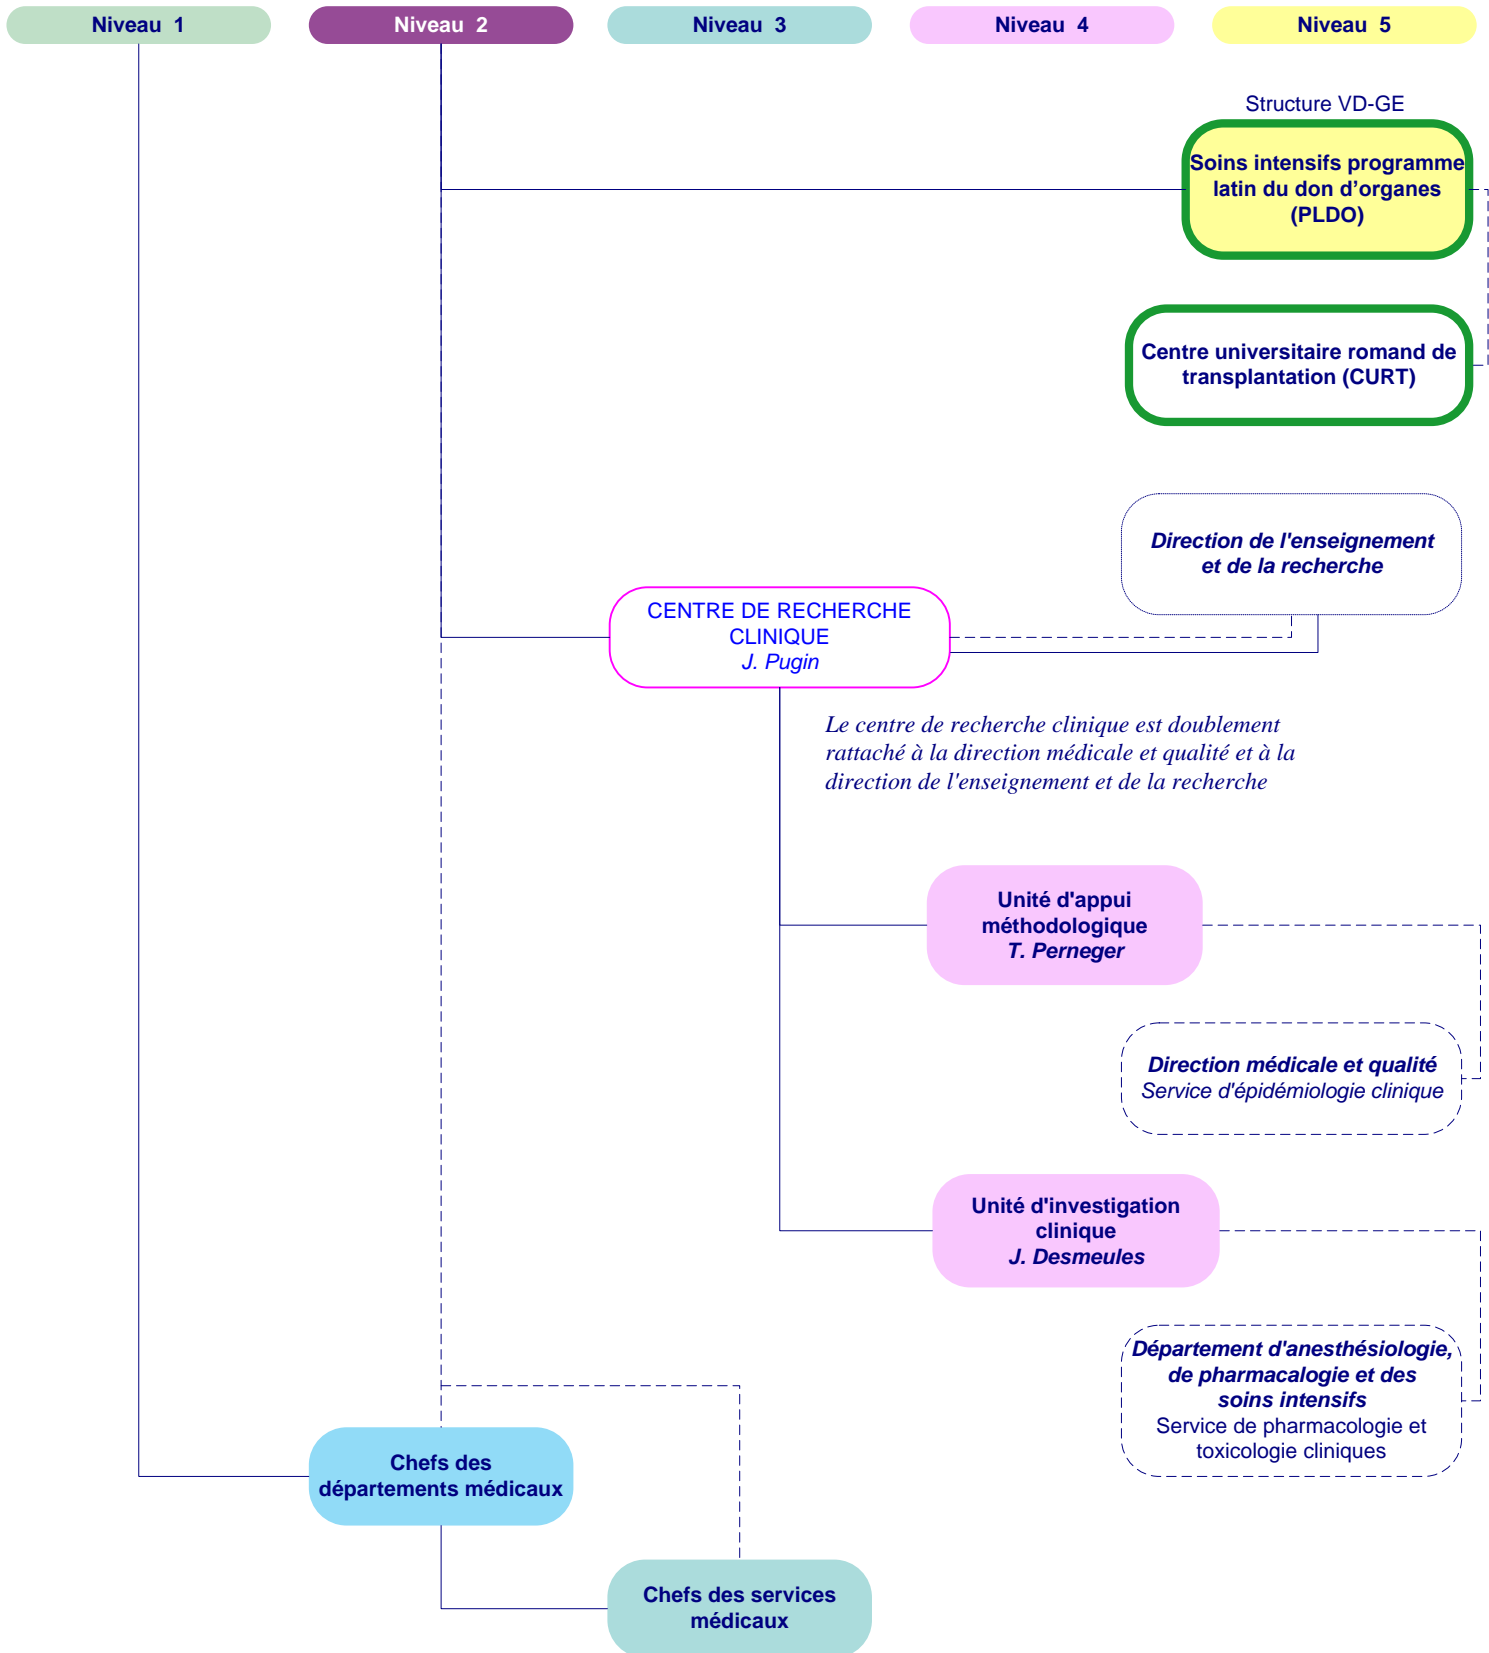 Niveau 1
Niveau 2
Niveau 3
Niveau 4
Niveau 5
Structure VD-GE
Soins intensifs programme
latin du don d’organes
(PLDO)
Centre universitaire romand de
transplantation (CURT)
Direction de l'enseignement
et de la recherche
CENTRE DE RECHERCHE
CLINIQUE
J. Pugin
Le centre de recherche clinique est doublement
rattaché à la direction médicale et qualité et à la
direction de l'enseignement et de la recherche
Unité d'appui
méthodologique
T. Perneger
Direction médicale et qualité
Service d'épidémiologie clinique
Unité d'investigation
clinique
J. Desmeules
Département d'anesthésiologie,
de pharmacalogie et des
soins intensifs
Service de pharmacologie et
toxicologie cliniques
Chefs des
départements médicaux
Chefs des services
médicaux